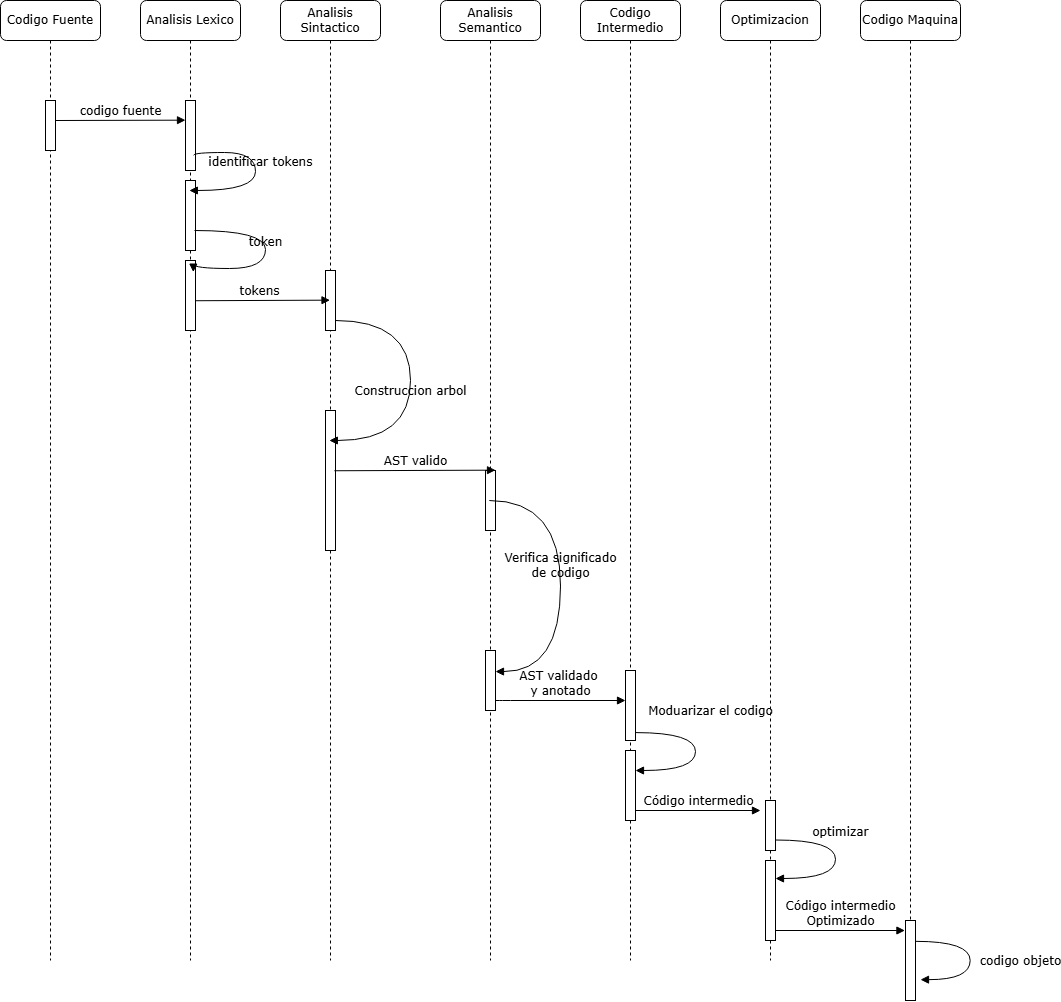 Codigo Fuente
Analisis Lexico
Analisis
Sintactico
Analisis
Semantico
Codigo
Intermedio
Optimizacion
Codigo Maquina
codigo fuente
identificar tokens
token
tokens
Construccion arbol
AST valido
Verifica significado
de codigo
AST validado
y anotado
Moduarizar el codigo
Código intermedio
optimizar
Código intermedio
Optimizado
codigo objeto